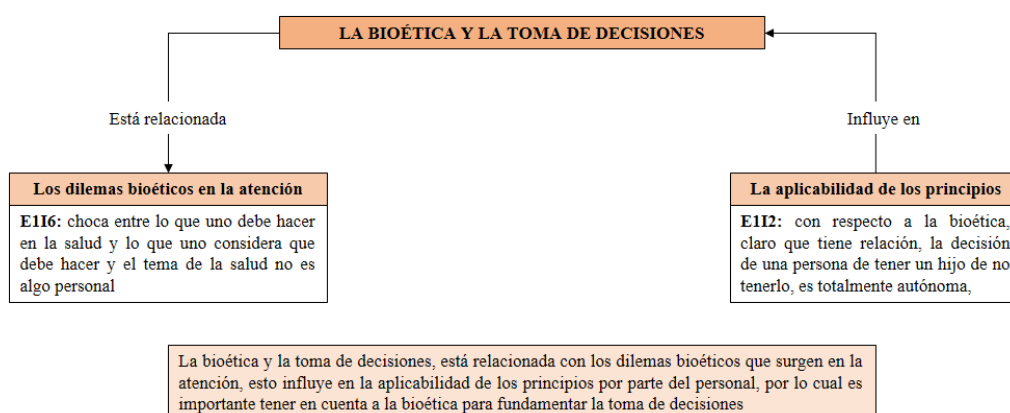 LA BIOÉTICA Y LA TOMA DE DECISIONES
Está relacionada
Influye en
Los dilemas bioéticos en la atención
E1I6: choca entre lo que uno debe hacer
en la salud y lo que uno considera que
debe hacer y el tema de la salud no es
algo personal
La aplicabilidad de los principios
E1I2: con respecto a la bioética,
claro que tiene relación, la decisión
de una persona de tener un hijo de no
tenerlo, es totalmente autónoma,
La bioética y la toma de decisiones, está relacionada con los dilemas bioéticos que surgen en la
atención, esto influye en la aplicabilidad de los principios por parte del personal, por lo cual es
importante tener en cuenta a la bioética para fundamentar la toma de decisiones